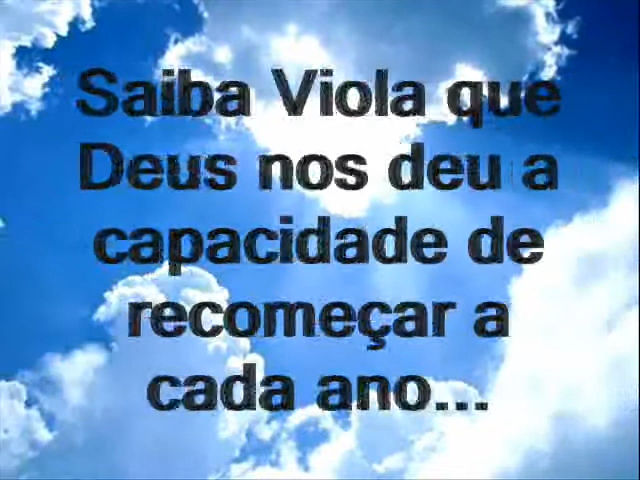 Saiba Viola que
Deus nos deu a
capacidade de
recomeçar a
cada ano...